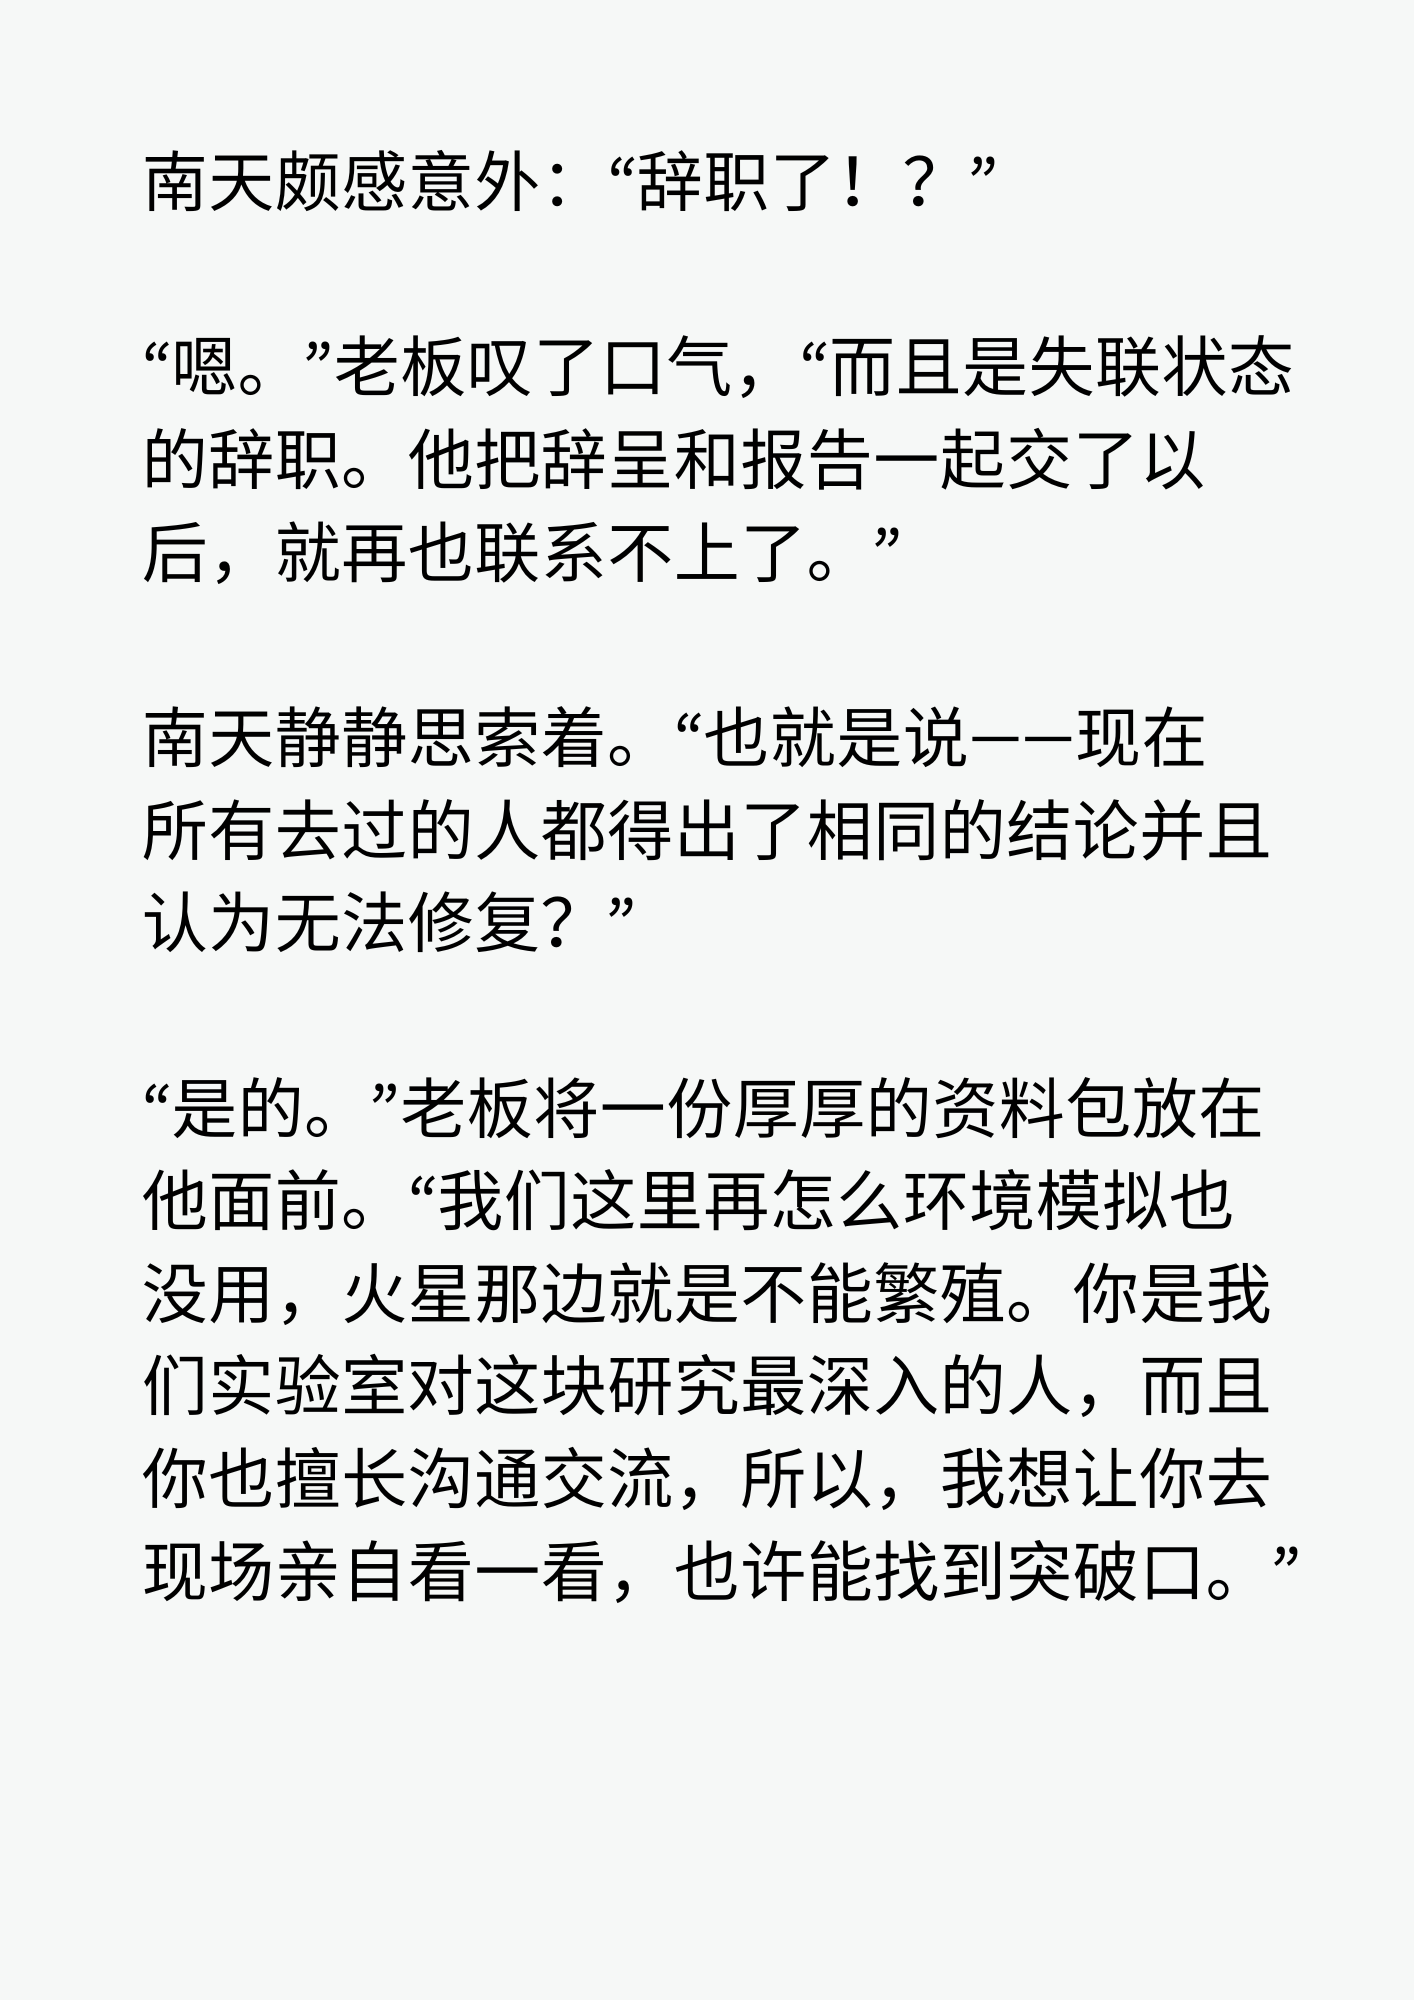 南天颇感意外：“辞职了！？”
“嗯。”老板叹了口气，“而且是失联状态
的辞职。他把辞呈和报告一起交了以
后，就再也联系不上了。”
南天静静思索着。“也就是说——现在
所有去过的人都得出了相同的结论并且
认为无法修复？”
“是的。”老板将一份厚厚的资料包放在
他面前。“我们这里再怎么环境模拟也
没用，火星那边就是不能繁殖。你是我
们实验室对这块研究最深入的人，而且
你也擅长沟通交流，所以，我想让你去
现场亲自看一看，也许能找到突破口。”